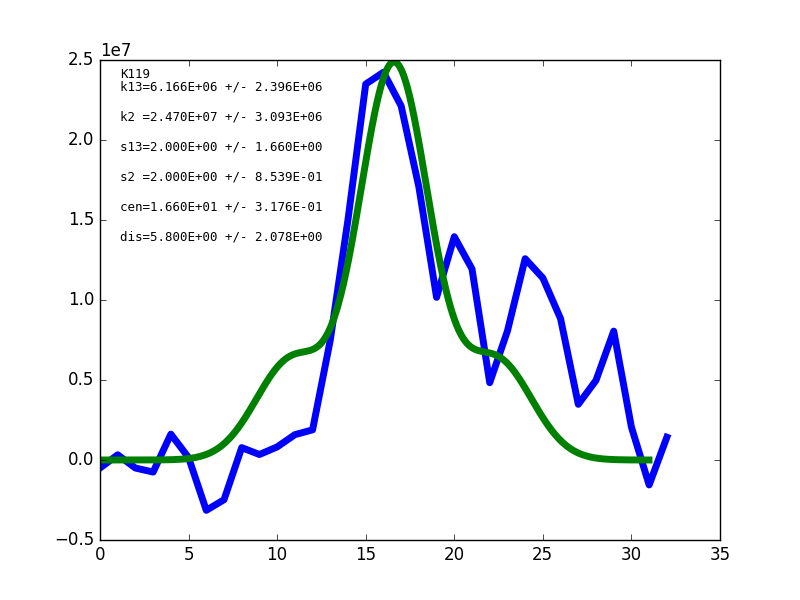 1e7
2.5
2.0
1.5
1.0
0.5
0.0
−0.5
K119
k13=6.166E+06 +/- 2.396E+06
k2 =2.470E+07 +/- 3.093E+06
s13=2.000E+00 +/- 1.660E+00
s2 =2.000E+00 +/- 8.539E-01
cen=1.660E+01 +/- 3.176E-01
dis=5.800E+00 +/- 2.078E+00
0 5 10 15 20 25 30 35